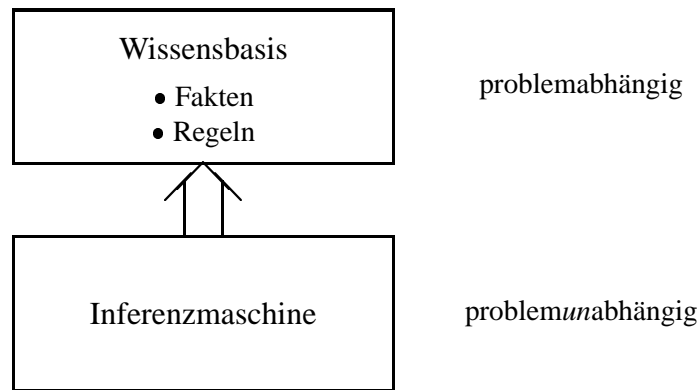 Wissensbasis
• Fakten
• Regeln
problemabhängig
Inferenzmaschine
problemunabhängig